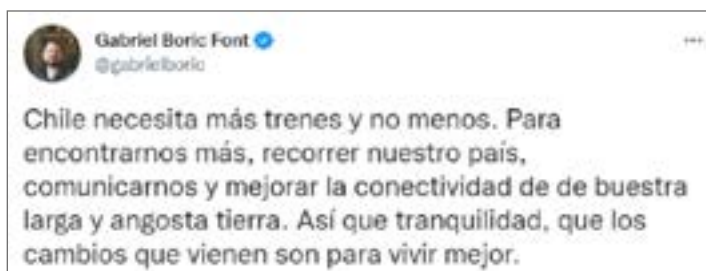 Gabriel Boric Font
@gabrielboric
Chile necesita más trenes y no menos. Para
encontrarnos más, recorrer nuestro país,
comunicarnos y mejorar la conectividad de de buestra
larga y angosta tierra. Así que tranquilidad, que los
cambios que vienen son para vivir mejor.